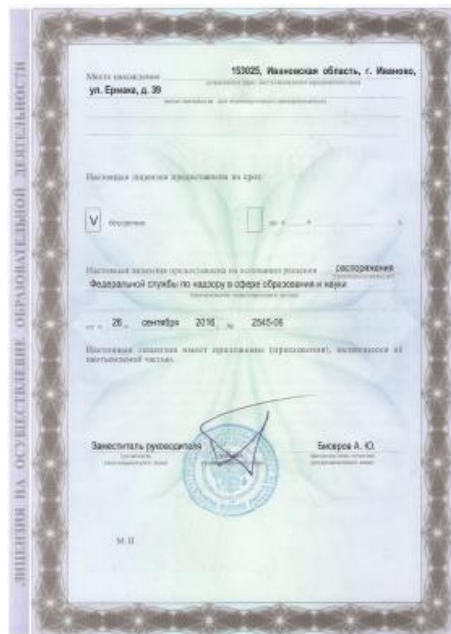 ЛИЦЕНЗИЯ НА ОСУЩЕСТВЛЕНИЕ ОБРАЗОВАТЕЛЬНОЙ ДЕЯТЕЛЬНОСТИ
Место нахождения 153025, Ивановская область, г. Иваново,
ул. Ермака, д. 39
Настоящая лицензия предоставлена на срок:
V бессрочно до « »
Настоящая лицензия предоставлена на основании решения распоряжения
Федеральной службы по надзору в сфере образования и науки
от « 26 » сентября 2016 № 2545-06
Настоящая лицензия имеет приложение (приложения), являющееся её
неотъемлемой частью.
Заместитель руководителя Бисеров А. Ю.
М.П.